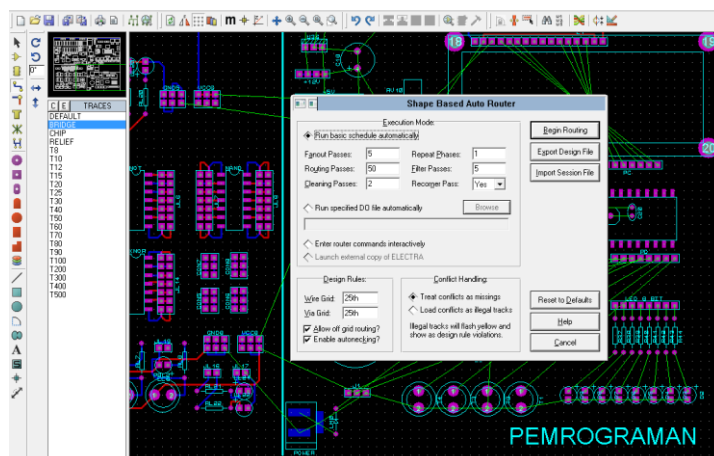 m
18
19
20
0°
C E TRACES
DEFAULT
BRIDGE
CHIP
RELIEF
T8
T10
T12
T15
T20
T25
T30
T40
T50
T60
T70
T80
T90
T100
T200
T300
T400
T500
A
Shape Based Auto Router
Execution Mode:
Run basic schedule automatically
Fanout Passes: 5 Repeat Phases: 1
Routing Passes: 50 Filter Passes: 5
Cleaning Passes: 2 Recorner Pass: Yes
Run specified DO file automatically Browse
Enter router commands interactively
Launch external copy of ELECTRA
Begin Routing
Export Design File
Import Session File
Design Rules:
Wire Grid: 25th
Via Grid: 25th
Allow off grid routing?
Enable autonecking?
Conflict Handling:
Treat conflicts as missings
Load conflicts as illegal tracks
Illegal tracks will flash yellow and
show as design rule violations.
Reset to Defaults
Help
Cancel
POWER
PEMROGRAMAN